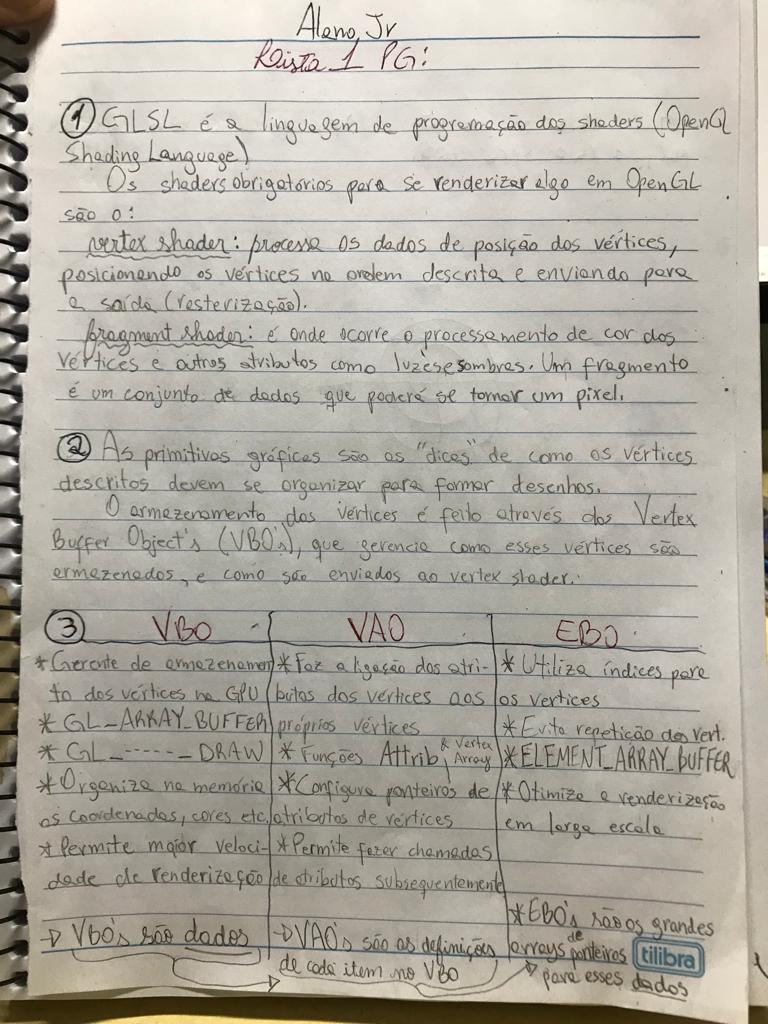 Aleno, Jr
Lista 1 PG:
① GLSL é a linguagem de programação dos shaders (OpenGL
Shading Language)
Os shaders obrigatórios para se renderizar algo em OpenGL
são o:
vertex shader: processa os dados de posição dos vértices,
posicionando os vértices na ordem descrita e enviando para
a saída (resterização).
fragment shader: é onde ocorre o processamento de cor dos
vértices e outros atributos como luzes e sombras. Um fragmento
é um conjunto de dados que poderá se tornar um pixel.
② As primitivas gráficas são as "dicas" de como os vértices
descritos devem se organizar para formar desenhos.
O armazenamento dos vértices é feito através dos Vertex
Buffer Object's (VBO's), que gerencia como esses vértices são
armazenados, e como são enviados ao vertex shader.
③ VBO
* Gerente de armazenamen
to dos vértices na GPU
* GL_ARRAY_BUFFER
* GL_-----_DRAW
* Organiza na memória
as coordenadas, cores etc,
* Permite maior veloci-
dade de renderização
→ VBO's são dados
VAO
* Faz a ligação dos atri-
butos dos vértices aos
próprios vértices
* Funções Attrib & Vertex
Array
* Configura ponteiros de
atributos de vértices
* Permite fazer chamadas
de atributos subsequentemente
→ VAO's são as definições
de cada item no VBO
EBO
* Utiliza índices para
os vertices
* Evita repetição de vert.
* ELEMENT_ARRAY_BUFFER
* Otimiza a renderização
em larga escala
* EBO's são os grandes
arrays de ponteiros
para esses dados
tilibra